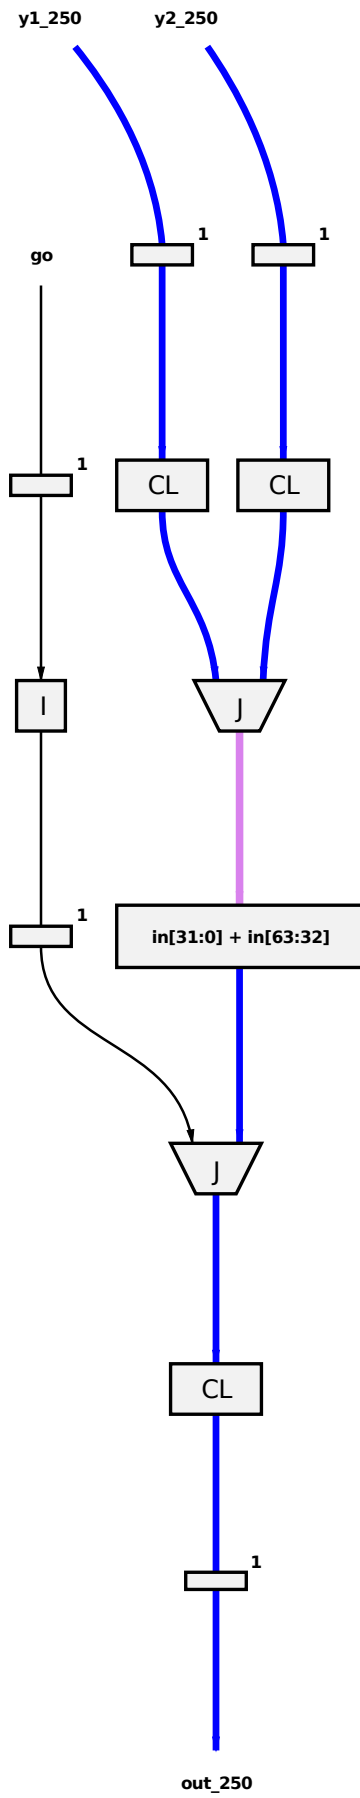 y1_250
y2_250
1
1
go
1
CL
CL
I
J
1
in[31:0] + in[63:32]
J
CL
1
out_250